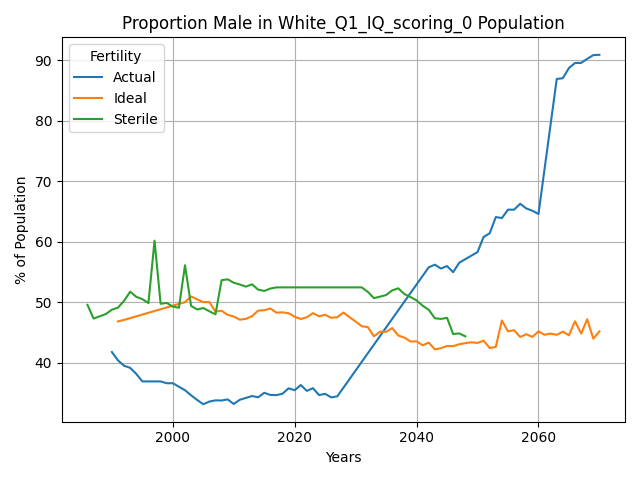 Proportion Male in White_Q1_IQ_scoring_0 Population
Fertility
Actual
Ideal
Sterile
% of Population
90
80
70
60
50
40
2000
2020
2040
2060
Years